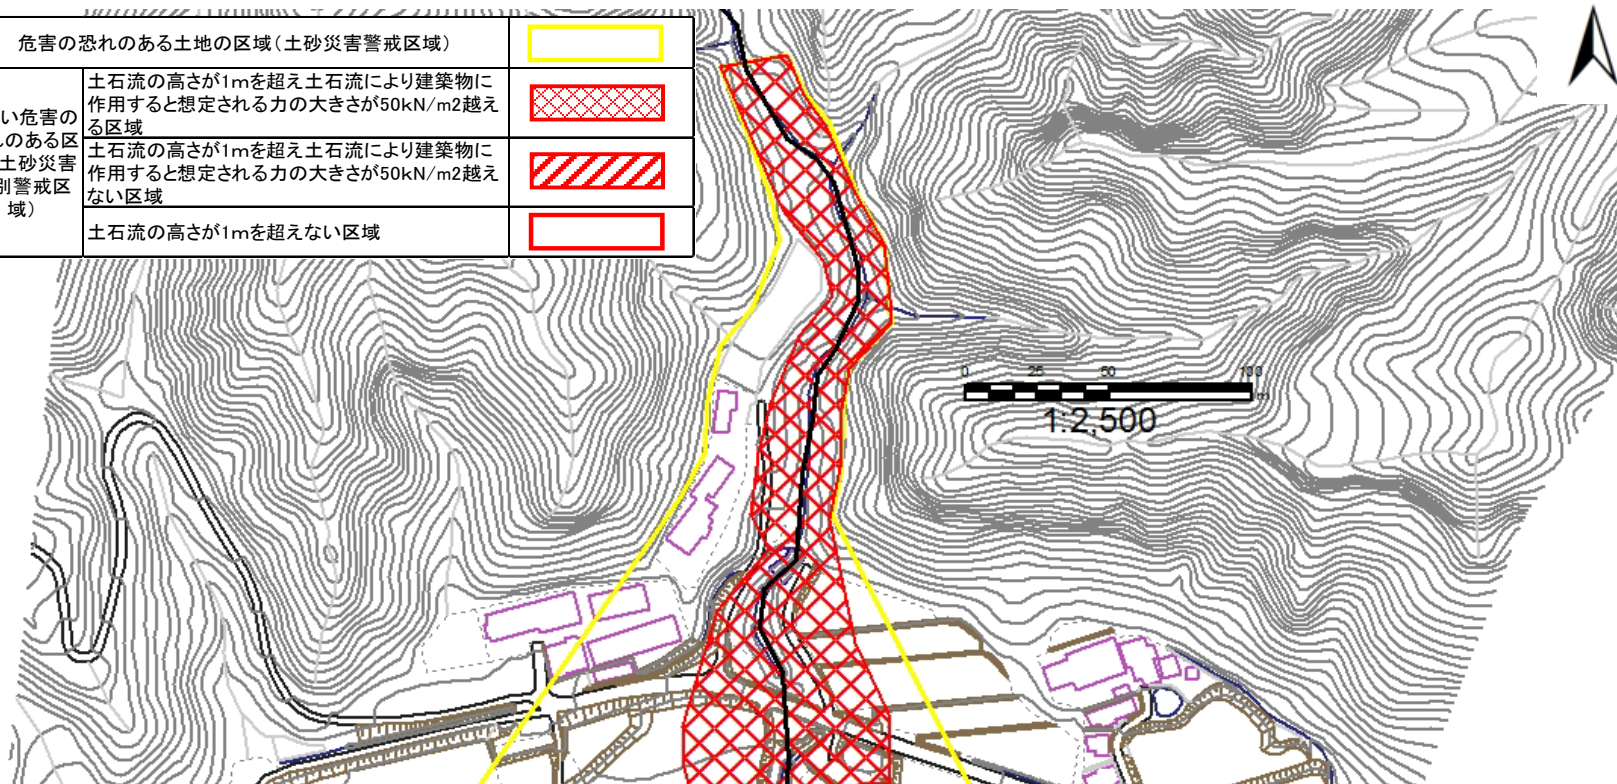 危害の恐れのある土地の区域(土砂災害警戒区域)
い危害の
のある区
土砂災害
別警戒区
域)
土石流の高さが1mを超え土石流により建築物に
作用すると想定される力の大きさが50kN/m2越え
る区域
土石流の高さが1mを超え土石流により建築物に
作用すると想定される力の大きさが50kN/m2越え
ない区域
土石流の高さが1mを超えない区域
0 25 50 100
m
1:2,500